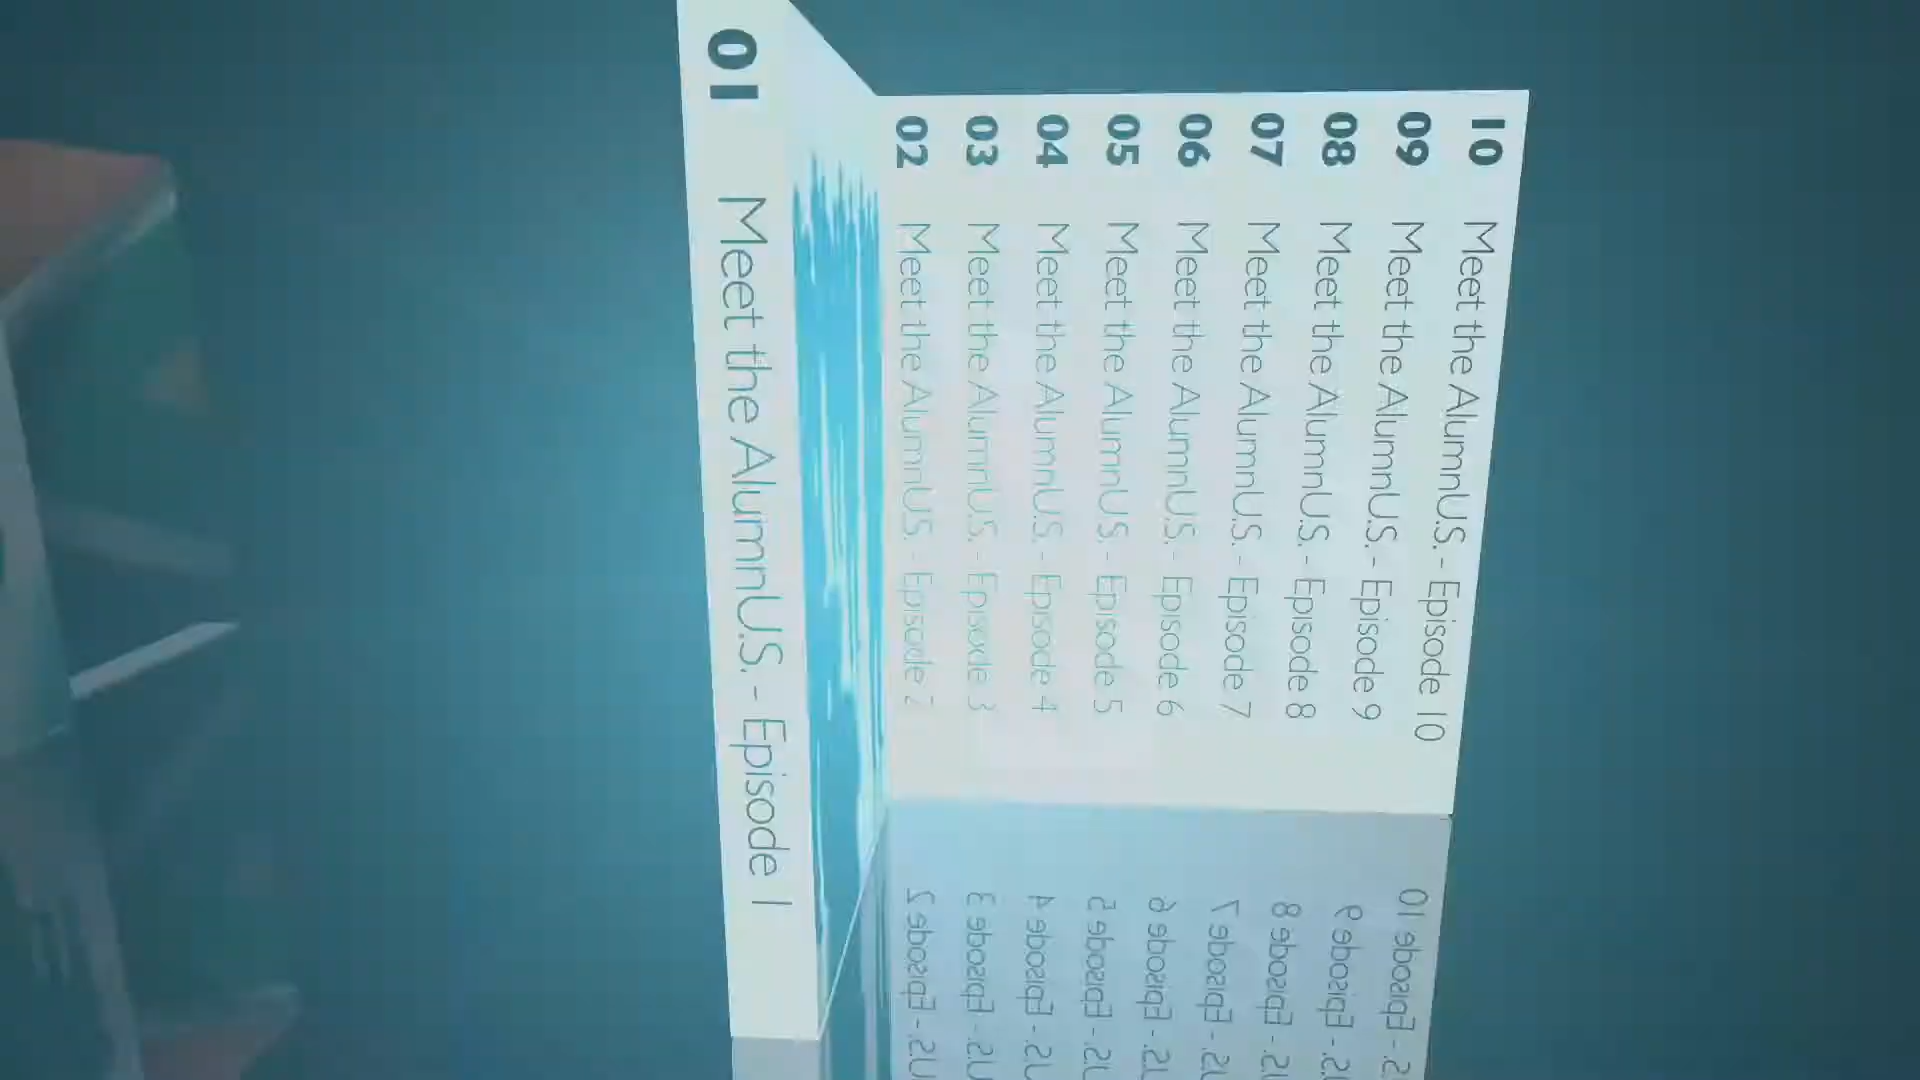 01 Meet the AlumnU.S. - Episode 1
02 Meet the AlumnU.S. - Episode 2
03 Meet the AlumnU.S. - Episode 3
04 Meet the AlumnU.S. - Episode 4
05 Meet the AlumnU.S. - Episode 5
06 Meet the AlumnU.S. - Episode 6
07 Meet the AlumnU.S. - Episode 7
08 Meet the AlumnU.S. - Episode 8
09 Meet the AlumnU.S. - Episode 9
10 Meet the AlumnU.S. - Episode 10